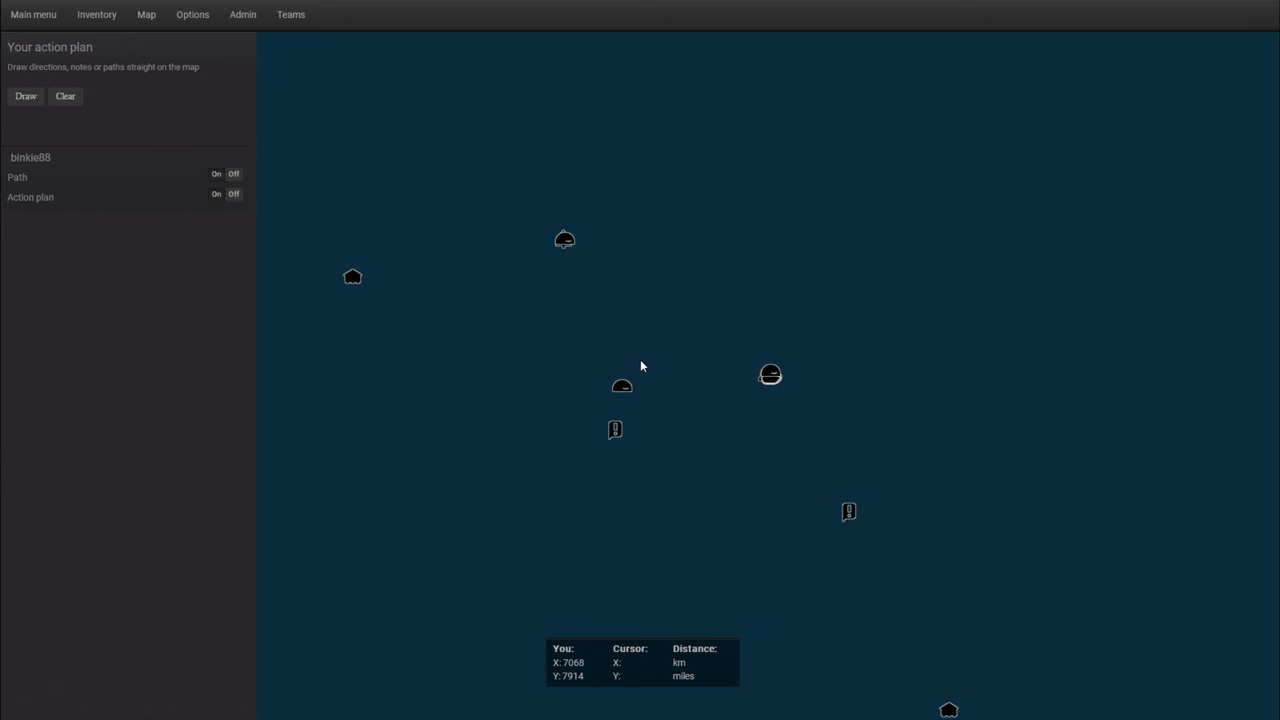 Main menu Inventory Map Options Admin Teams
Your action plan
Draw directions, notes or paths straight on the map
Draw Clear
binkie88
Path On Off
Action plan On Off
! 
!
You: Cursor: Distance:
X: 7068 X: km
Y: 7914 Y: miles